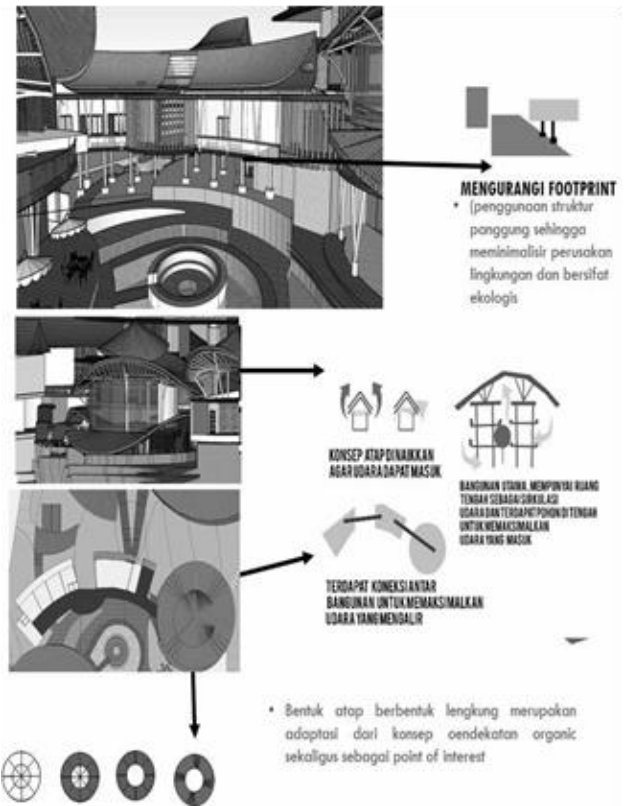 MENGURANGI FOOTPRINT
• (penggunaan struktur
panggung sehingga
meminimalisir perusakan
lingkungan dan bersifat
ekologis
KONSEP ATAP DINAIKKAN
AGAR UDARA DAPAT MASUK
BANGUNAN UTAMA, MEMPUNYAI RUANG
TENGAH SEBAGAI SIRKULASI
UDARA DAN TERDAPAT POHON DI TENGAH
UNTUK MEMAKSIMALKAN
UDARA YANG MASUK
TERDAPAT KONEKSI ANTAR
BANGUNAN UNTUK MEMAKSIMALKAN
UDARA YANG MENGALIR
• Bentuk atap berbentuk lengkung merupakan
adaptasi dari konsep oendekatan organic
sekaligus sebagai point of interest